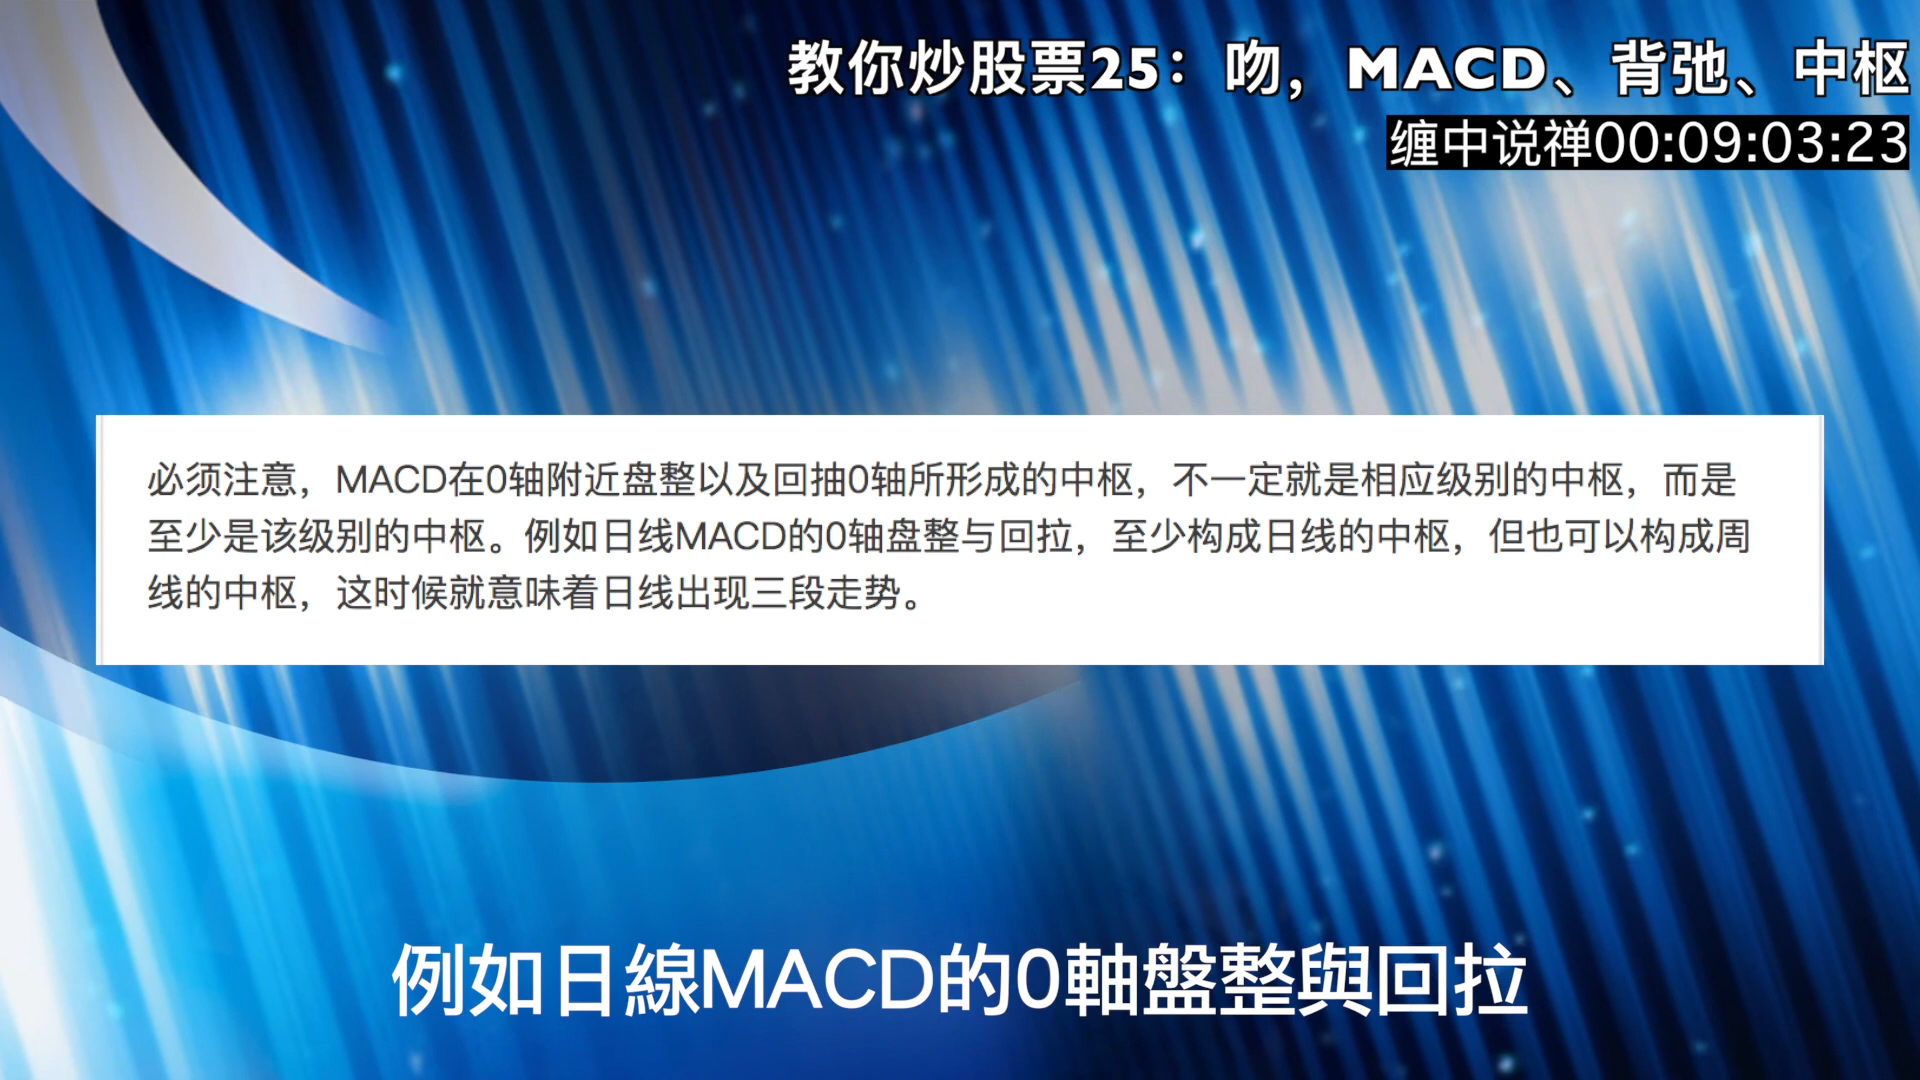 教你炒股票25：吻，MACD、背弛、中枢
缠中说禅00:09:03:23
必须注意，MACD在0轴附近盘整以及回抽0轴所形成的中枢，不一定就是相应级别的中枢，而是
至少是该级别的中枢。例如日线MACD的0轴盘整与回拉，至少构成日线的中枢，但也可以构成周
线的中枢，这时候就意味着日线出现三段走势。
例如日線MACD的0軸盤整與回拉